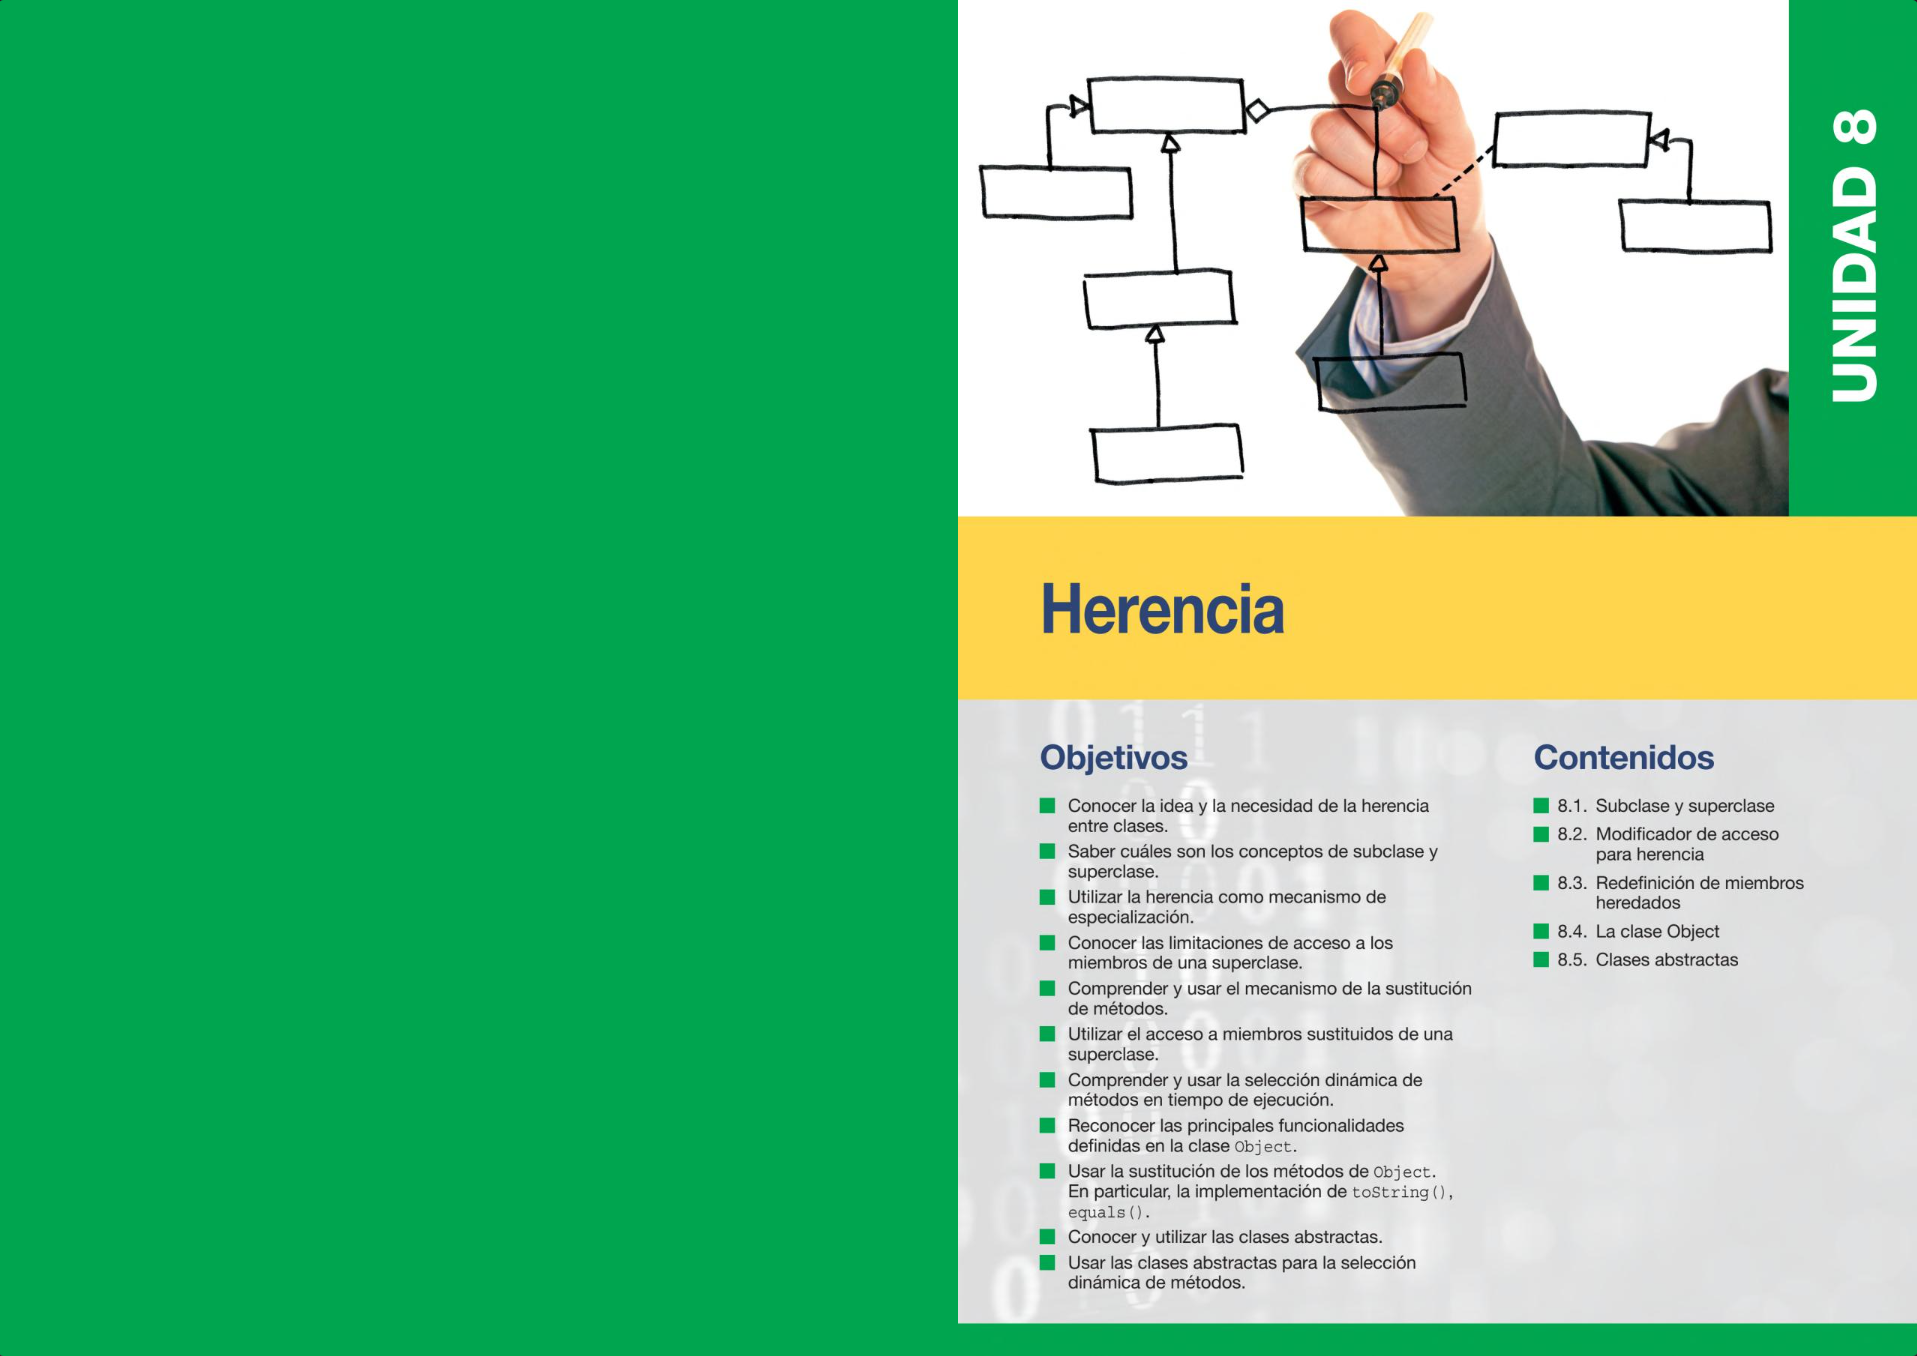 UNIDAD 8
Herencia
Objetivos
Conocer la idea y la necesidad de la herencia
entre clases.
Saber cuáles son los conceptos de subclase y
superclase.
Utilizar la herencia como mecanismo de
especialización.
Conocer las limitaciones de acceso a los
miembros de una superclase.
Comprender y usar el mecanismo de la sustitución
de métodos.
Utilizar el acceso a miembros sustituidos de una
superclase.
Comprender y usar la selección dinámica de
métodos en tiempo de ejecución.
Reconocer las principales funcionalidades
definidas en la clase Object.
Usar la sustitución de los métodos de Object.
En particular, la implementación de toString(),
equals().
Conocer y utilizar las clases abstractas.
Usar las clases abstractas para la selección
dinámica de métodos.
Contenidos
8.1. Subclase y superclase
8.2. Modificador de acceso
para herencia
8.3. Redefinición de miembros
heredados
8.4. La clase Object
8.5. Clases abstractas